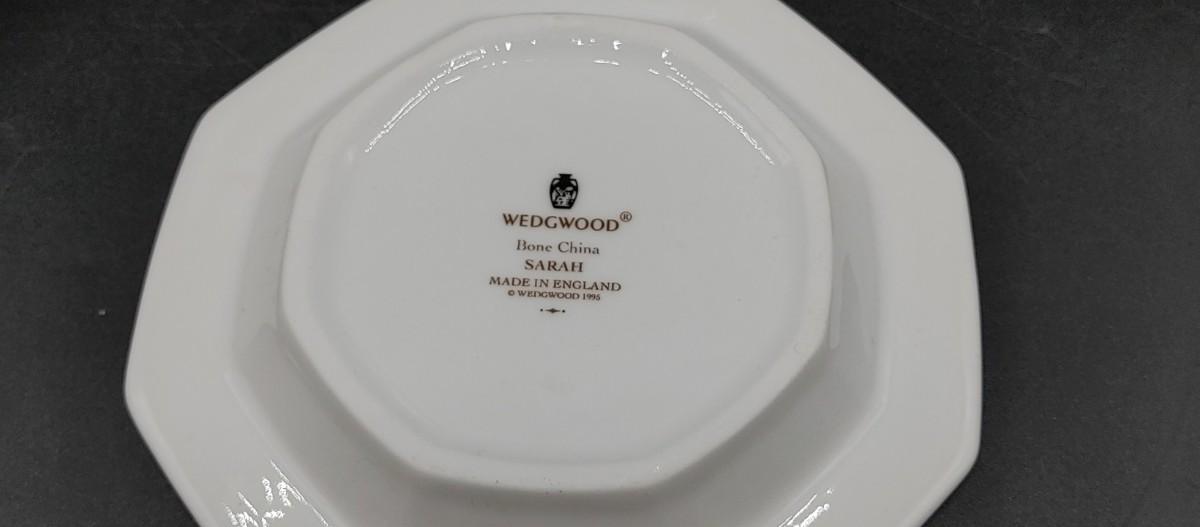 WEDGWOOD®
Bone China
SARAH
MADE IN ENGLAND
© WEDGWOOD 1995